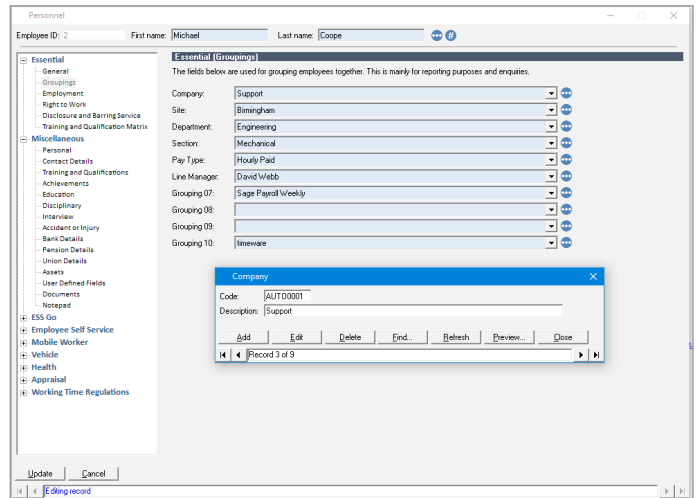 Personnel
Employee ID: 2 First name: Michael Last name: Coope
Essential
General
Groupings
Employment
Right to Work
Disclosure and Barring Service
Training and Qualification Matrix
Miscellaneous
Personal
Contact Details
Training and Qualifications
Achievements
Education
Disciplinary
Interview
Accident or Injury
Bank Details
Pension Details
Union Details
Assets
User Defined Fields
Documents
Notepad
ESS Go
Employee Self Service
Mobile Worker
Vehicle
Health
Appraisal
Working Time Regulations
Essential (Groupings)
The fields below are used for grouping employees together. This is mainly for reporting purposes and enquiries.
Company: Support
Site: Birmingham
Department: Engineering
Section: Mechanical
Pay Type: Hourly Paid
Line Manager: David Webb
Grouping 07: Sage Payroll Weekly
Grouping 08:
Grouping 09:
Grouping 10: timeware
Company
Code: AUTO0001
Description: Support
Add Edit Delete Find... Refresh Preview... Close
Record 3 of 9
Update Cancel
Editing record